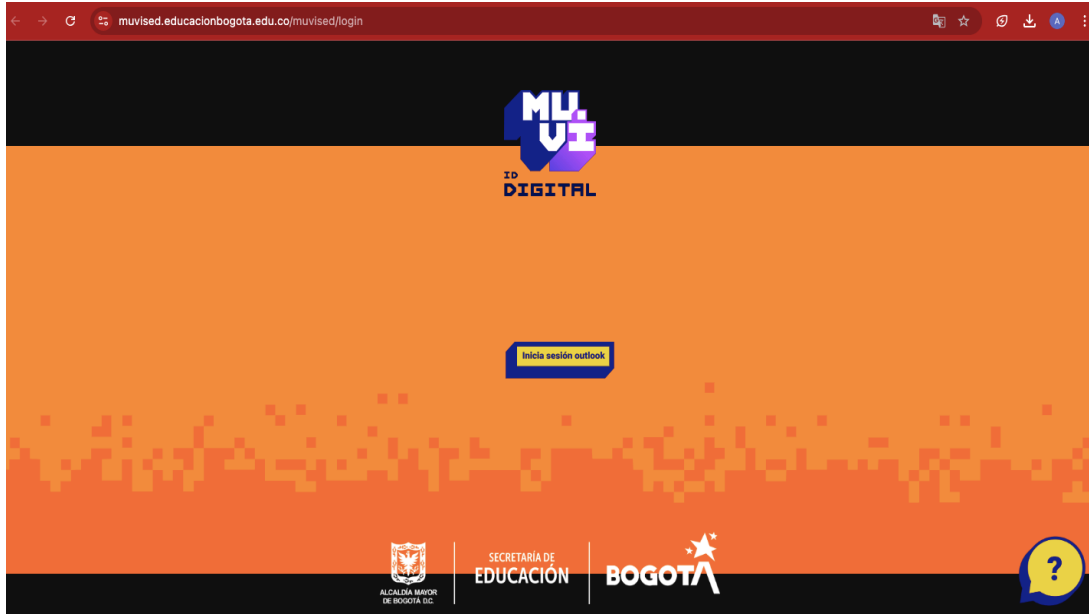 muvised.educacionbogota.edu.co/muvised/login
A
MU.
VI
ID
DIGITAL
Inicia sesión outlook
ALCALDÍA MAYOR
DE BOGOTÁ D.C.
SECRETARÍA DE
EDUCACIÓN
BOGOTÁ
?